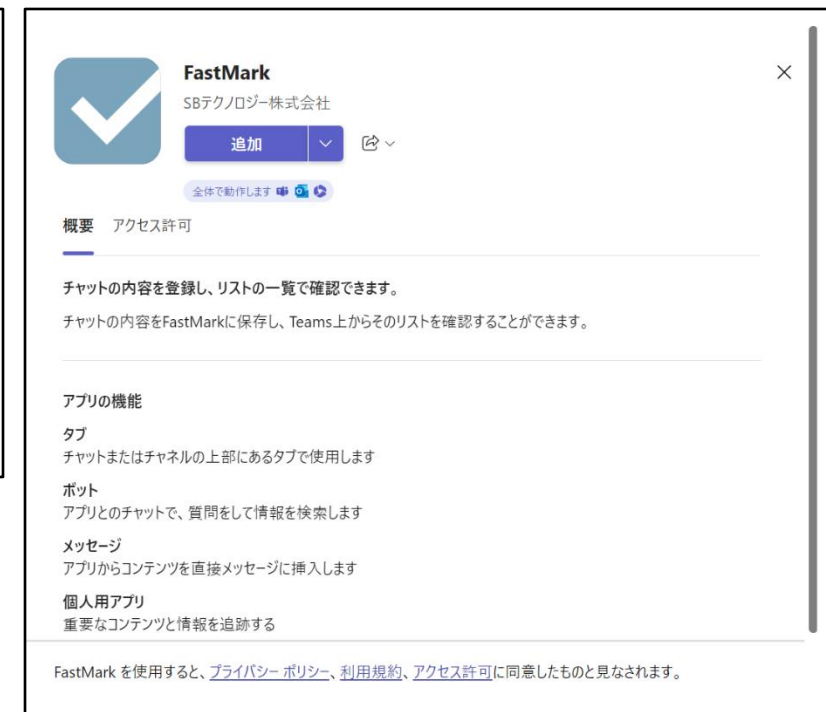 FastMark
SBテクノロジー株式会社
追加
全体で動作します
概要 アクセス許可
チャットの内容を登録し、リストの一覧で確認できます。
チャットの内容をFastMarkに保存し、Teams上からそのリストを確認することができます。
アプリの機能
タブ
チャットまたはチャネルの上部にあるタブで使用します
ボット
アプリとのチャットで、質問をして情報を検索します
メッセージ
アプリからコンテンツを直接メッセージに挿入します
個人用アプリ
重要なコンテンツと情報を追跡する
FastMark を使用すると、プライバシー ポリシー、利用規約、アクセス許可に同意したものと見なされます。